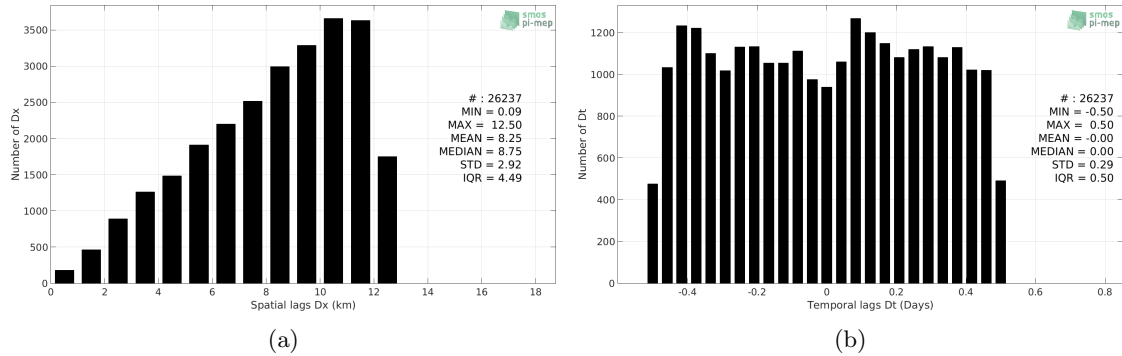 smos
pi-mep
# : 26237
MIN = 0.09
MAX = 12.50
MEAN = 8.25
MEDIAN = 8.75
STD = 2.92
IQR = 4.49
Number of Dx
3500
3000
2500
2000
1500
1000
500
0
0 2 4 6 8 10 12 14 16 18
Spatial lags Dx (km)
(a)
smos
pi-mep
# : 26237
MIN = -0.50
MAX = 0.50
MEAN = -0.00
MEDIAN = 0.00
STD = 0.29
IQR = 0.50
Number of Dt
1200
1000
800
600
400
200
0
-0.4 -0.2 0 0.2 0.4 0.6 0.8
Temporal lags Dt (Days)
(b)